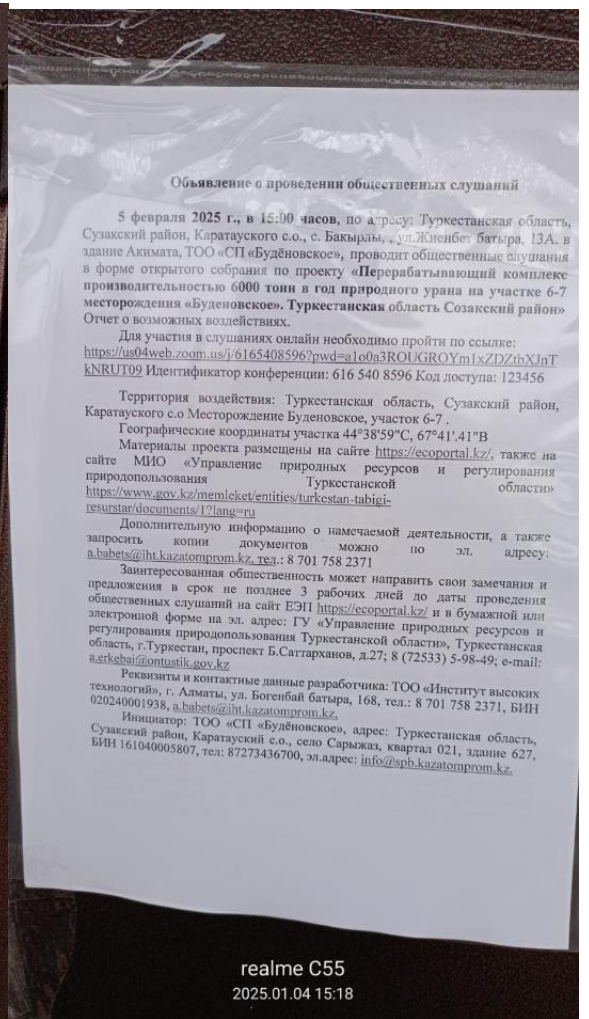 Объявление о проведении общественных слушаний
5 февраля 2025 г., в 15:00 часов, по адресу: Туркестанская область,
Сузакский район, Каратауского с.о., с. Бакырлы, , ул.Жиенбет батыра, 13А. в
здание Акимата, ТОО «СП «Будёновское», проводит общественные слушания
в форме открытого собрания по проекту «Перерабатывающий комплекс
производительностью 6000 тонн в год природного урана на участке 6-7
месторождения «Буденовское». Туркестанская область Созакский район»
Отчет о возможных воздействиях.
Для участия в слушаниях онлайн необходимо пройти по ссылке:
https://us04web.zoom.us/j/6165408596?pwd=a1o0a3ROUGROYm1xZDZtbXJnT
kNRUT09 Идентификатор конференции: 616 540 8596 Код доступа: 123456
Территория воздействия: Туркестанская область, Сузакский район,
Каратауского с.о Месторождение Буденовское, участок 6-7 .
Географические координаты участка 44°38'59"С, 67°41'.41"В
Материалы проекта размещены на сайте https://ecoportal.kz/, также на
сайте МИО «Управление природных ресурсов и регулирования
природопользования Туркестанской области»
https://www.gov.kz/memleket/entities/turkestan-tabigi-
resurstar/documents/1?lang=ru
Дополнительную информацию о намечаемой деятельности, а также
запросить копии документов можно по эл. адресу:
a.babets@iht.kazatomprom.kz, тел.: 8 701 758 2371
Заинтересованная общественность может направить свои замечания и
предложения в срок не позднее 3 рабочих дней до даты проведения
общественных слушаний на сайт ЕЭП https://ecoportal.kz/ и в бумажной или
электронной форме на эл. адрес: ГУ «Управление природных ресурсов и
регулирования природопользования Туркестанской области», Туркестанская
область, г.Туркестан, проспект Б.Саттарханов, д.27; 8 (72533) 5-98-49; e-mail:
a.erkebai@ontustik.gov.kz
Реквизиты и контактные данные разработчика: ТОО «Институт высоких
технологий», г. Алматы, ул. Богенбай батыра, 168, тел.: 8 701 758 2371, БИН
020240001938, a.babets@iht.kazatomprom.kz,
Инициатор: ТОО «СП «Будёновское», адрес: Туркестанская область,
Сузакский район, Каратауский с.о., село Сарыжаз, квартал 021, здание 627,
БИН 161040005807, тел: 87273436700, эл.адрес: info@spb.kazatomprom.kz.
realme C55
2025.01.04 15:18